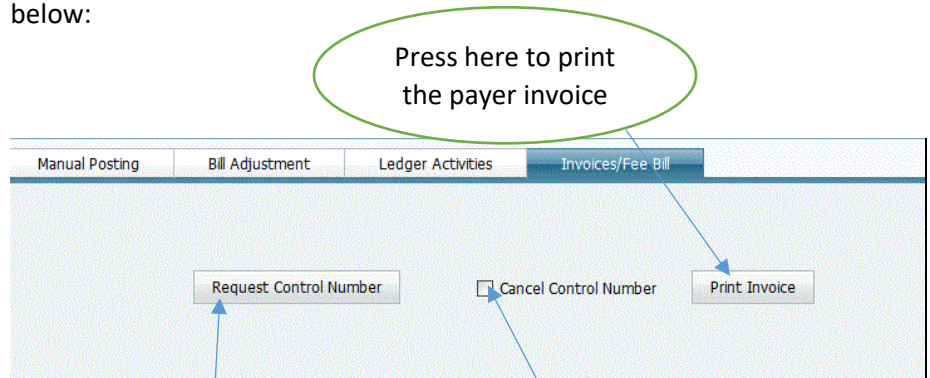 below:
Press here to print
the payer invoice
Manual Posting Bill Adjustment Ledger Activities Invoices/Fee Bill
Request Control Number Cancel Control Number Print Invoice